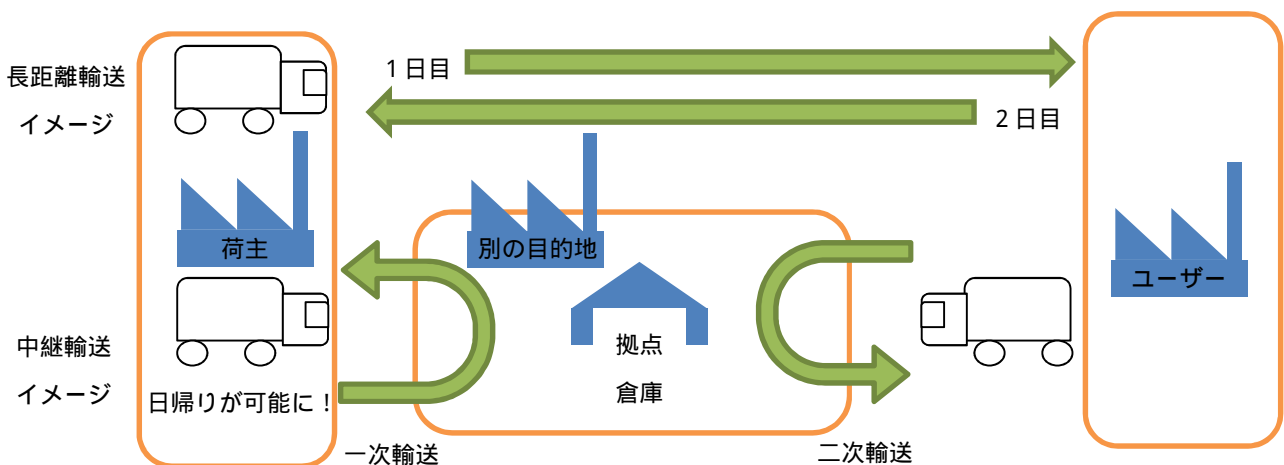 長距離輸送
イメージ
1日目
2日目
荷主
別の目的地
ユーザー
中継輸送
イメージ
拠点
倉庫
日帰りが可能に!
一次輸送
二次輸送